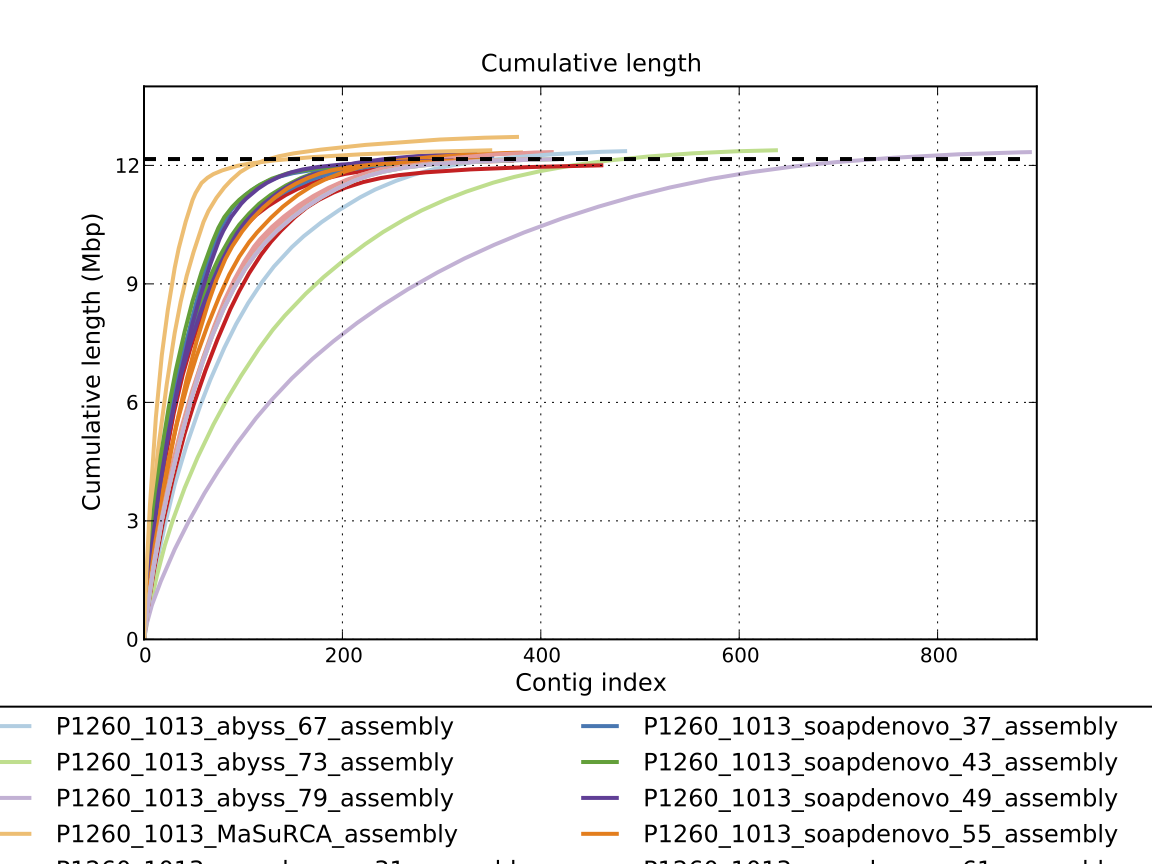 Cumulative length
Cumulative length (Mbp)
12
9
6
3
0
0 200 400 600 800
Contig index
P1260_1013_abyss_67_assembly P1260_1013_soapdenovo_37_assembly
P1260_1013_abyss_73_assembly P1260_1013_soapdenovo_43_assembly
P1260_1013_abyss_79_assembly P1260_1013_soapdenovo_49_assembly
P1260_1013_MaSuRCA_assembly P1260_1013_soapdenovo_55_assembly